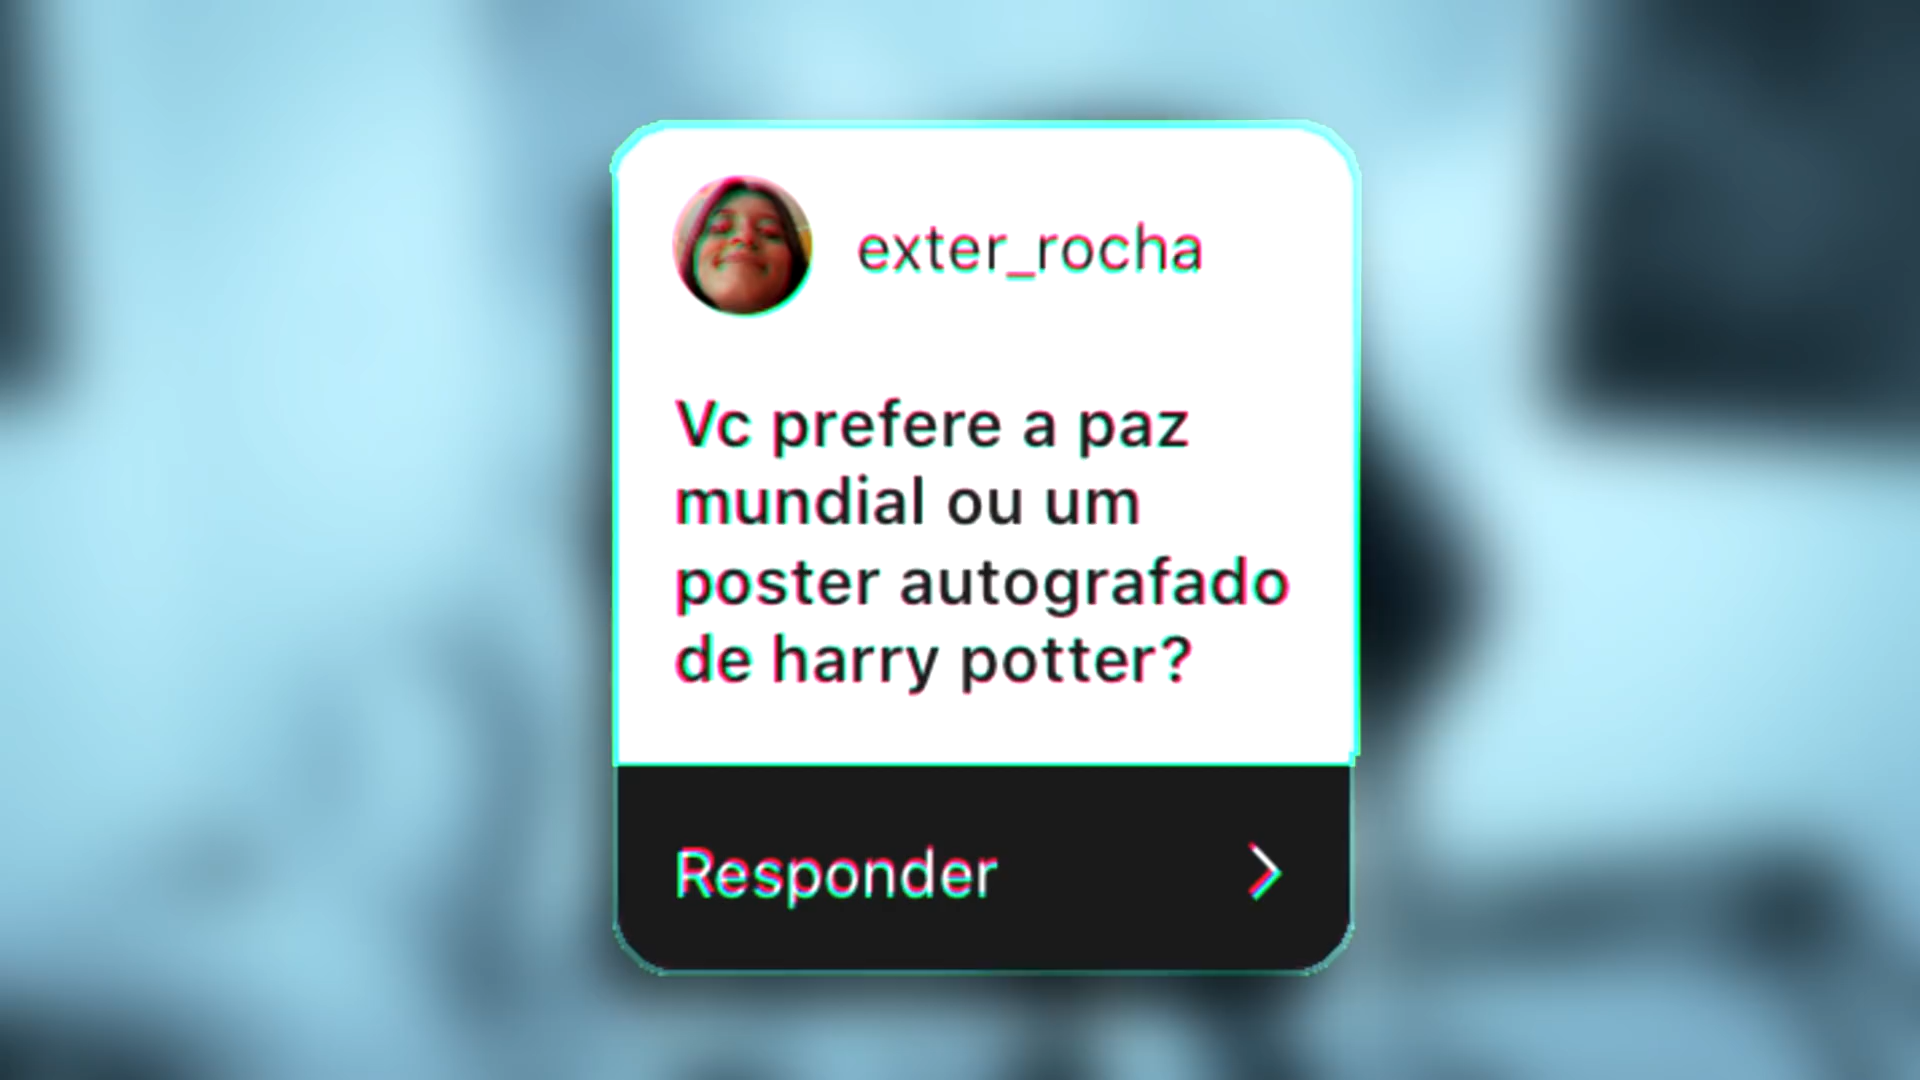 exter_rocha
Vc prefere a paz
mundial ou um
poster autografado
de harry potter?
Responder